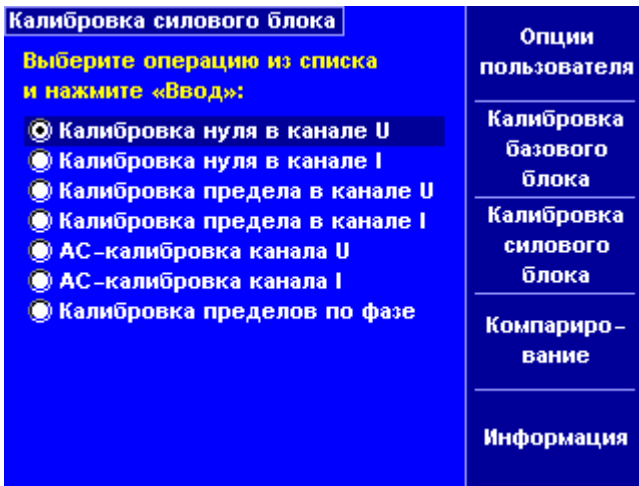 Калибровка силового блока
Выберите операцию из списка
и нажмите «Ввод»:
Калибровка нуля в канале U
Калибровка нуля в канале I
Калибровка предела в канале U
Калибровка предела в канале I
АС-калибровка канала U
АС-калибровка канала I
Калибровка пределов по фазе
Опции
пользователя
Калибровка
базового
блока
Калибровка
силового
блока
Компариро-
вание
Информация